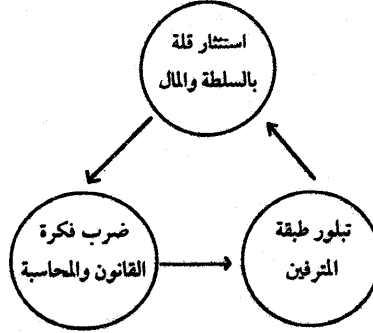 استئثار قلة
بالسلطة والمال
ضرب فكرة
القانون والمحاسبة
تبلور طبقة
المترفين